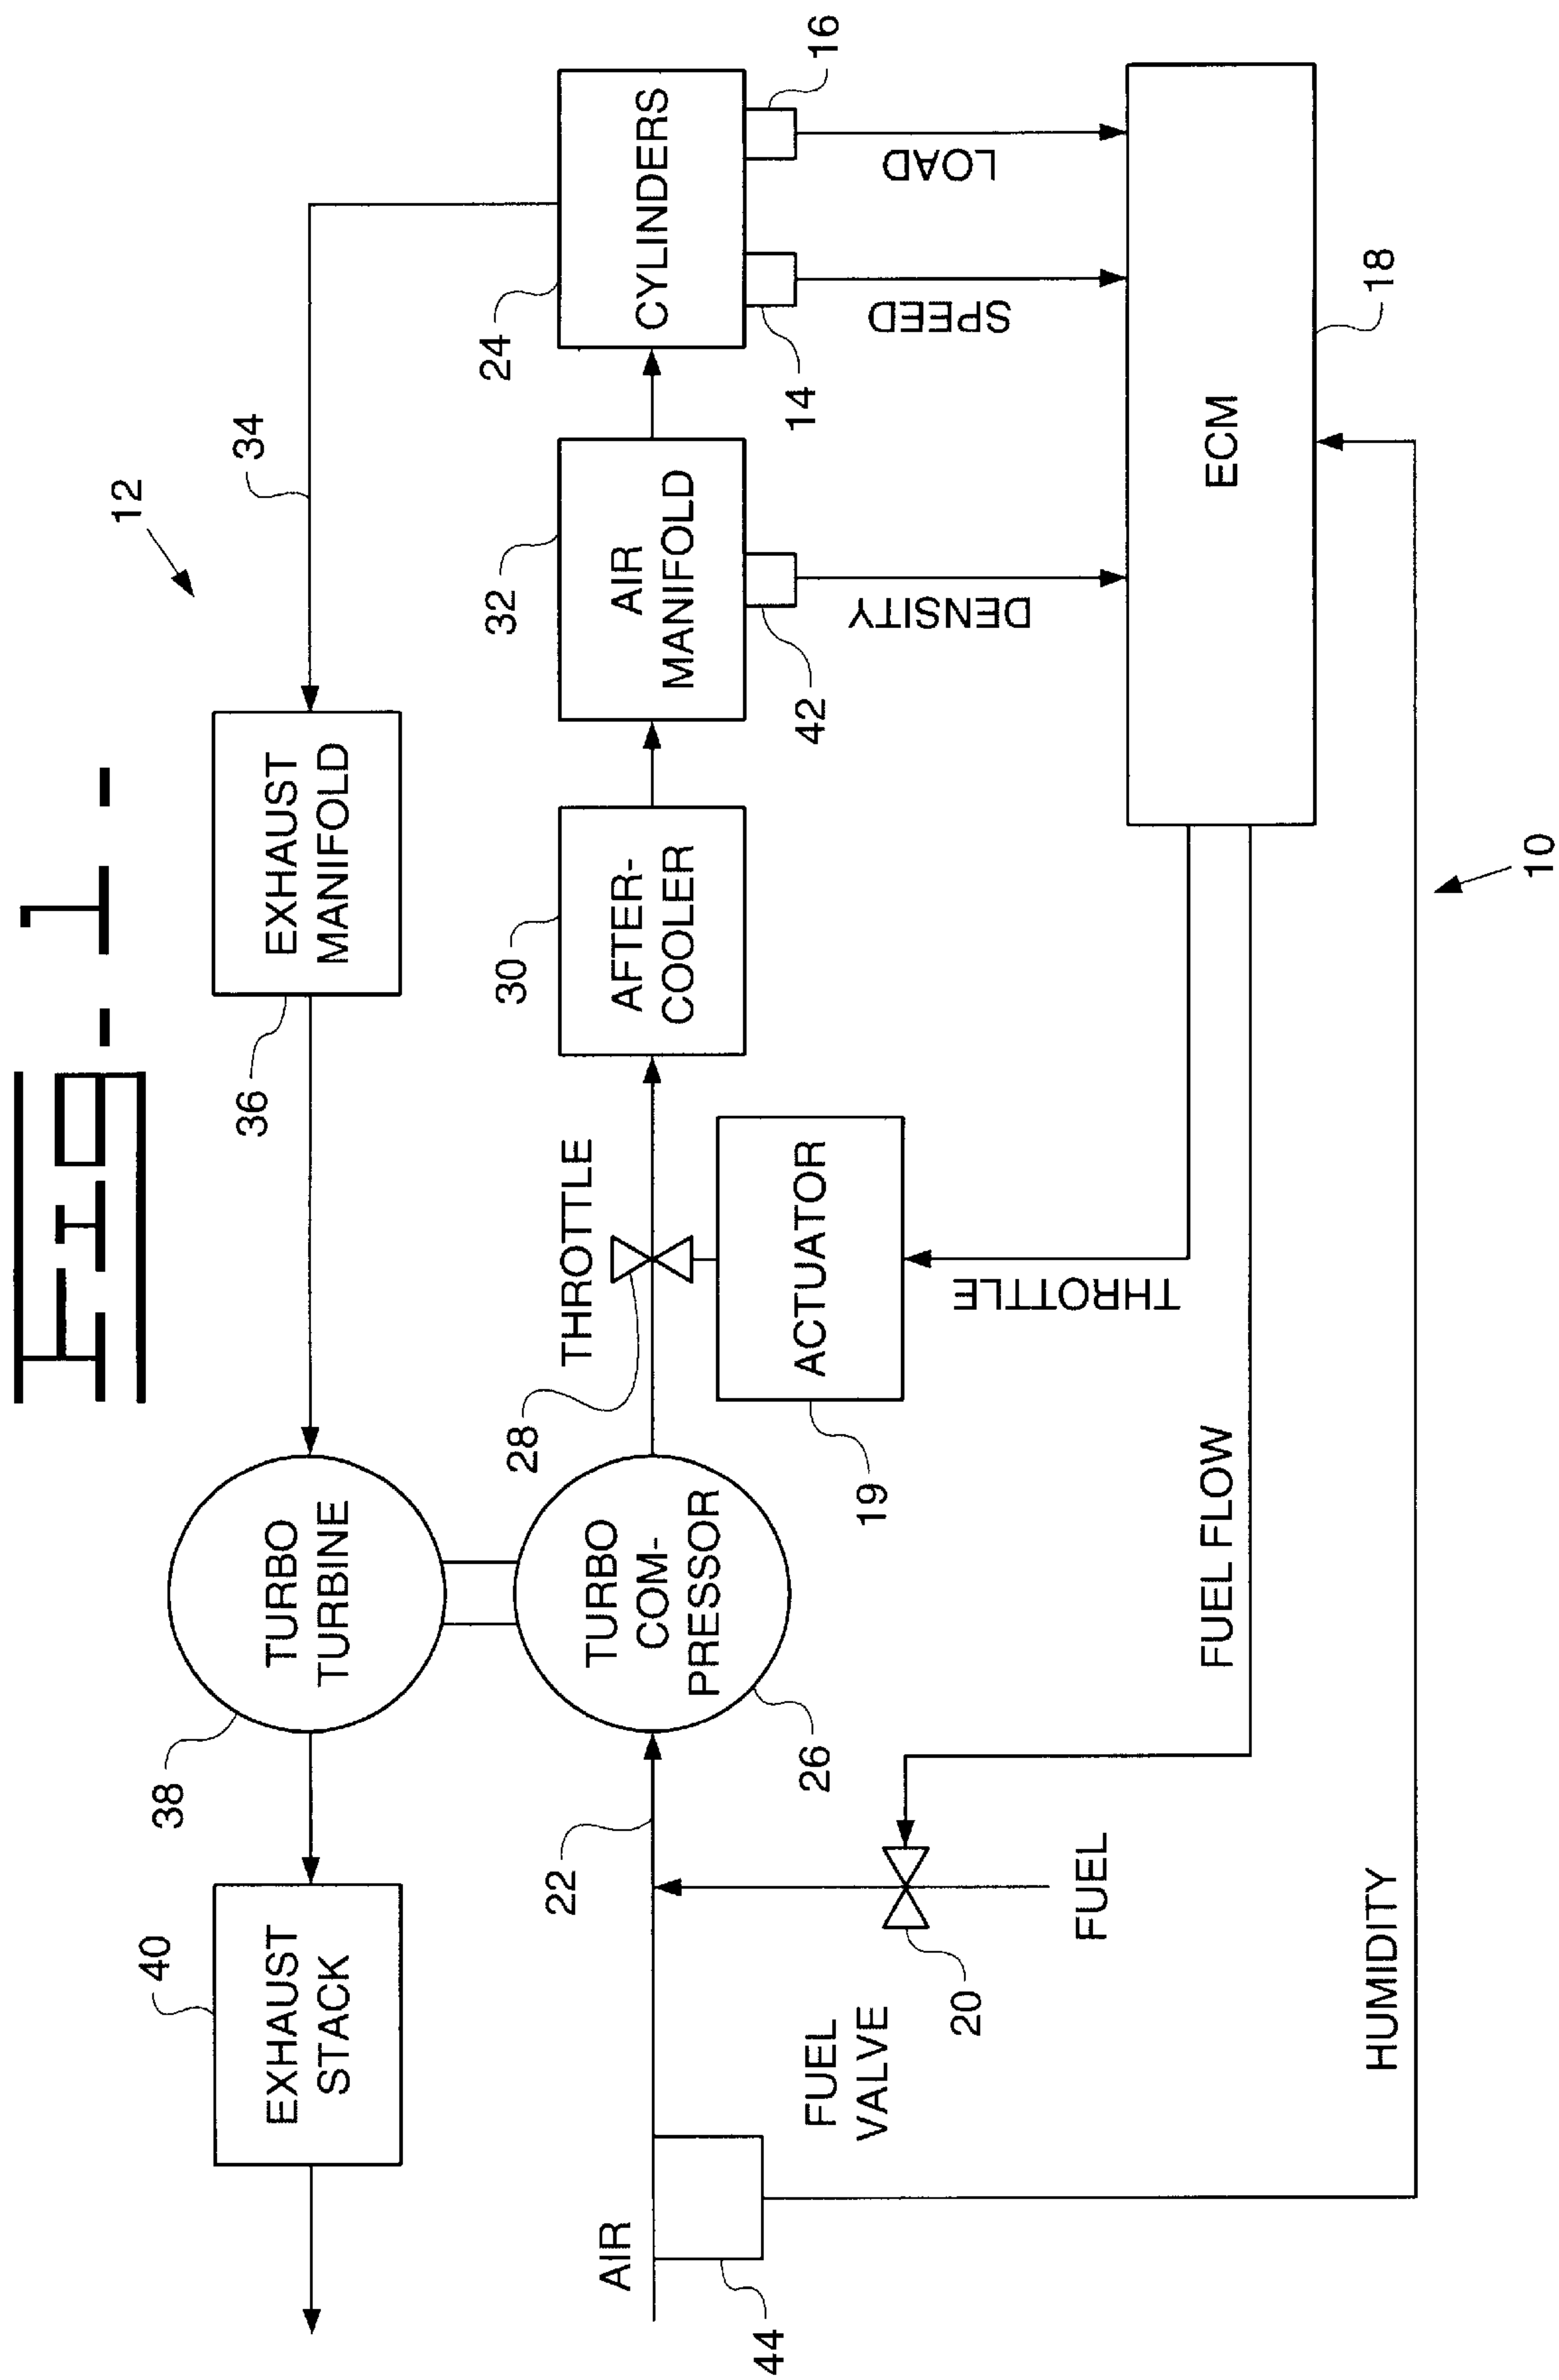 Fig. 1.
12
34
40
EXHAUST
STACK
38
TURBO
TURBINE
36
EXHAUST
MANIFOLD
AIR
44
22
TURBO
COM-
PRESSOR
26
28
THROTTLE
30
AFTER-
COOLER
32
AIR
MANIFOLD
42
24
CYLINDERS
14
16
FUEL
VALVE
20
FUEL
19
ACTUATOR
THROTTLE
DENSITY
SPEED
LOAD
FUEL FLOW
ECM
18
HUMIDITY
10